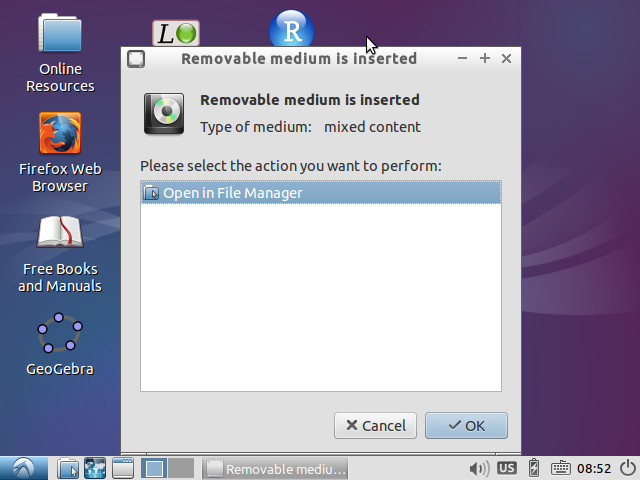 Online
Resources
L
R
Removable medium is inserted
Removable medium is inserted
Type of medium: mixed content
Please select the action you want to perform:
Open in File Manager
Firefox Web
Browser
Free Books
and Manuals
GeoGebra
Cancel
OK
Removable mediu...
US
08:52